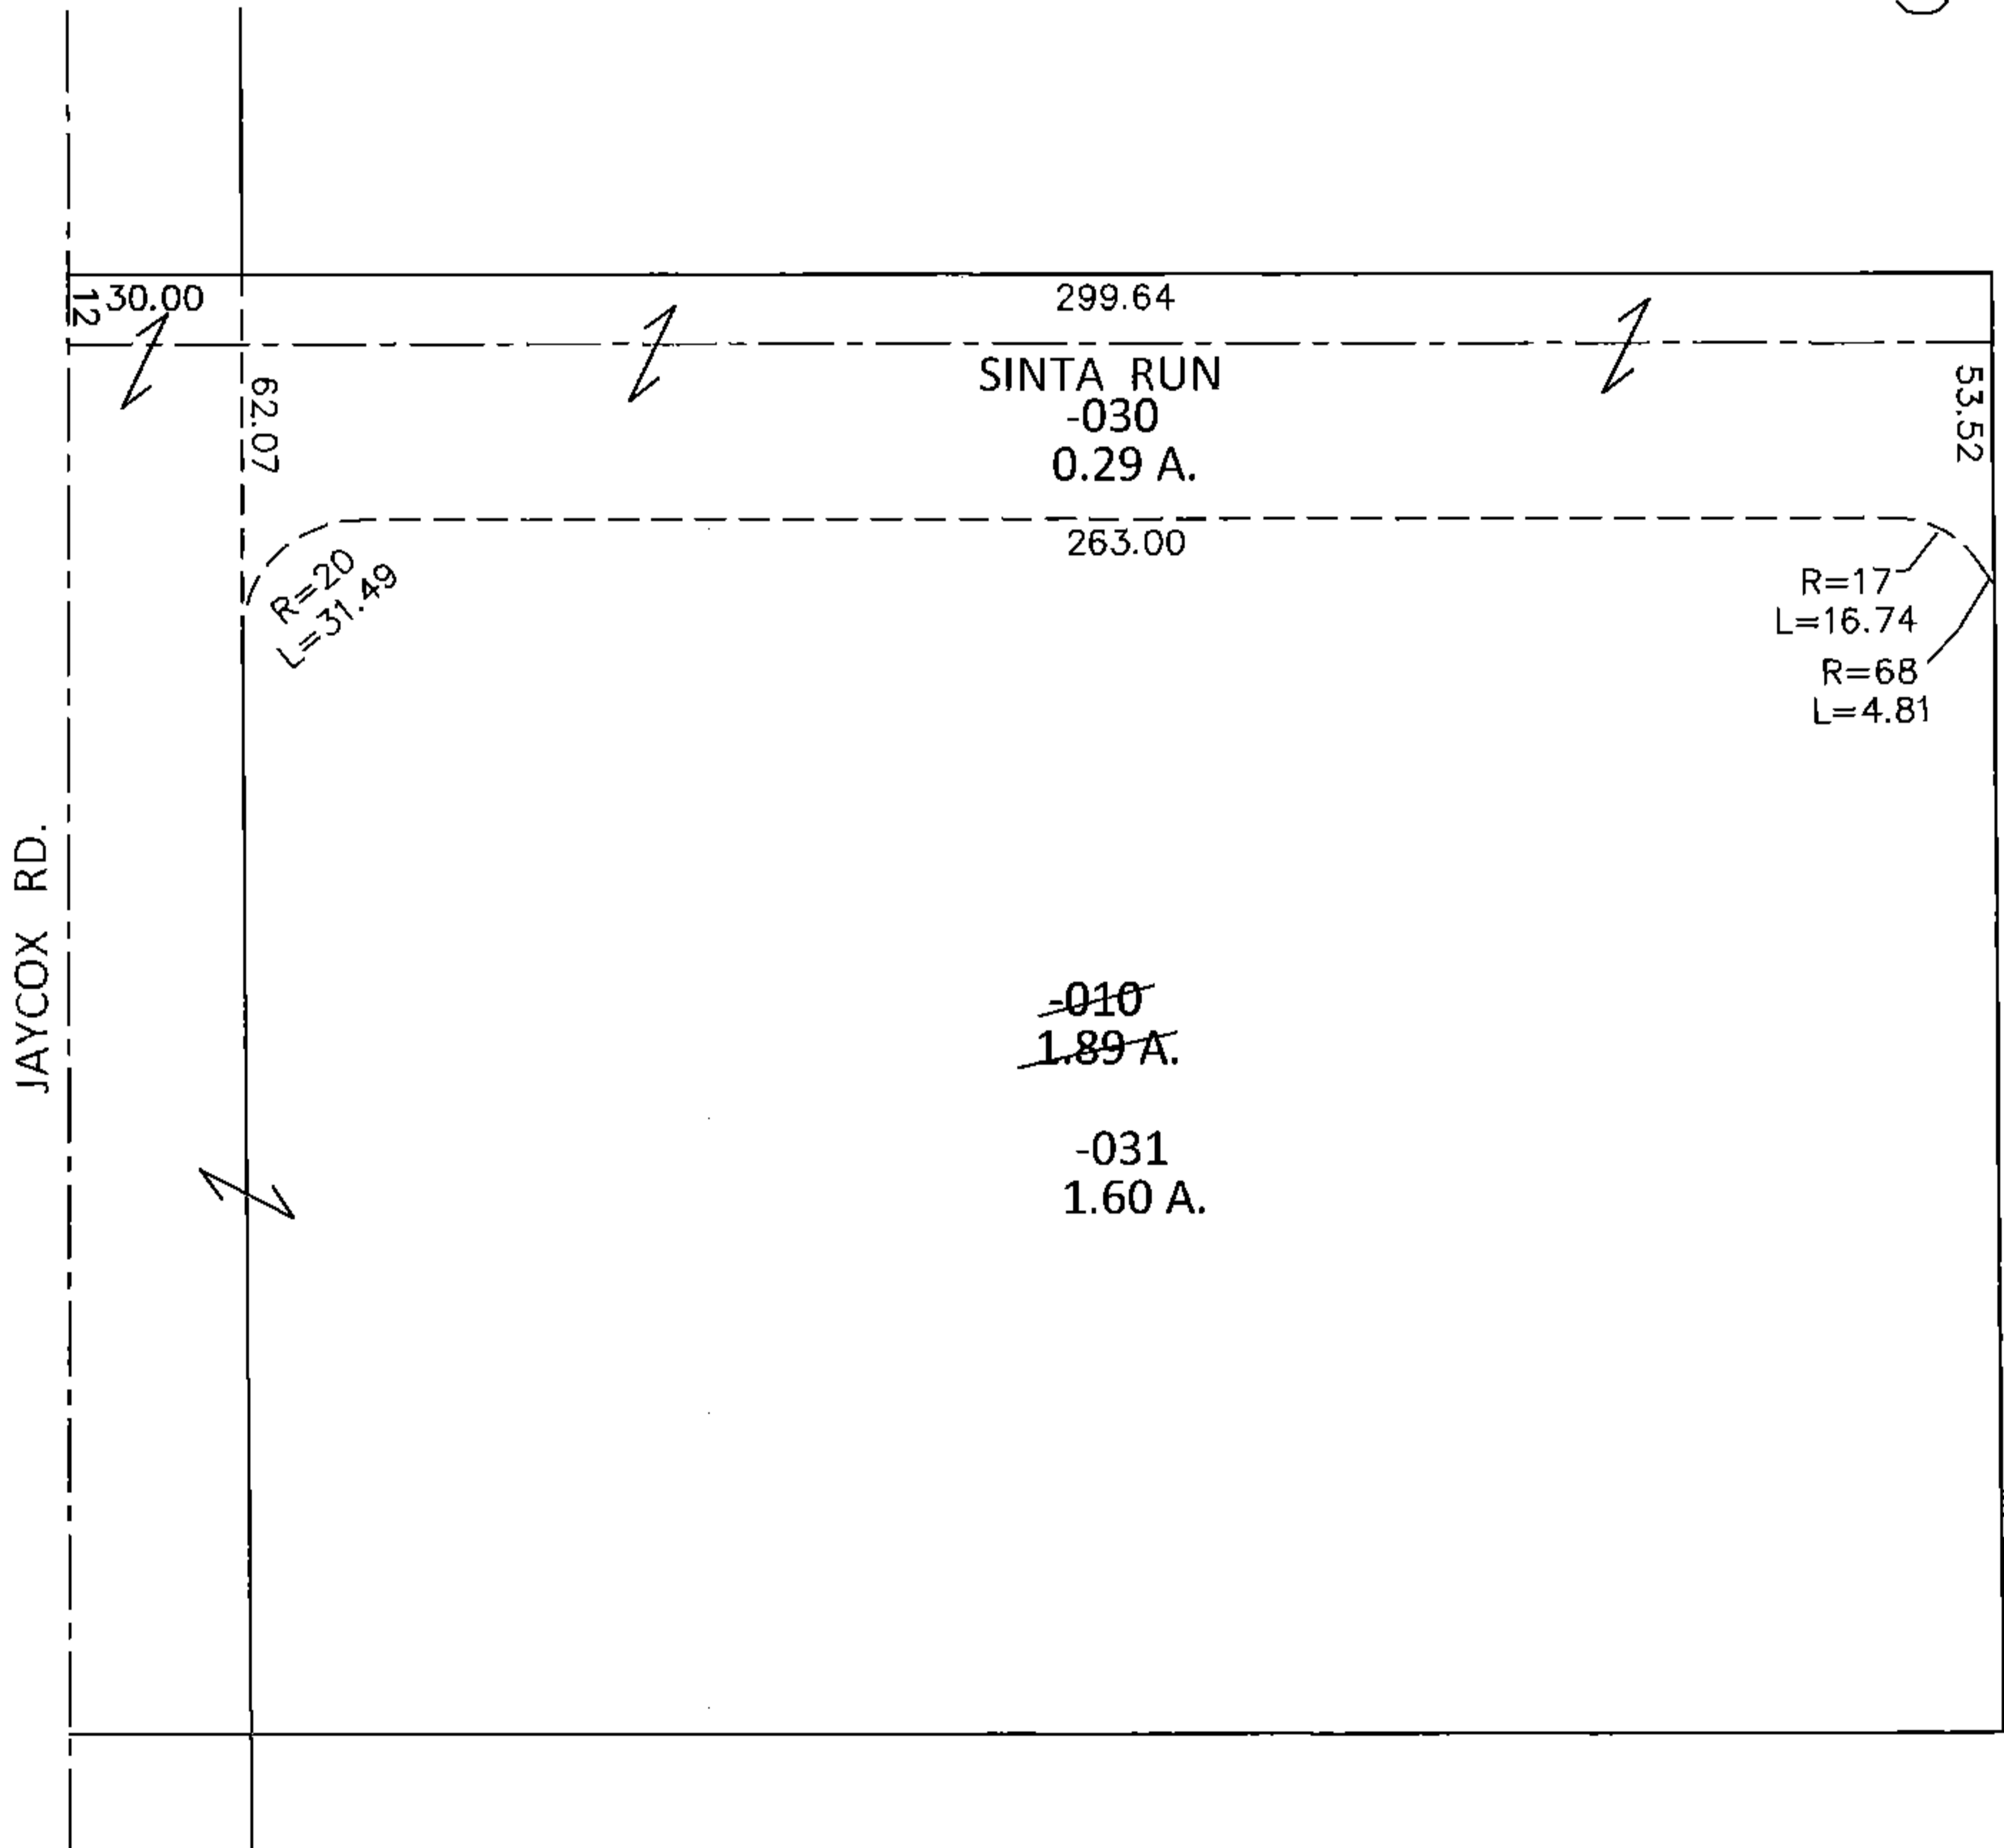 12
30.00
299.64
SINTA RUN
-030
0.29 A.
62.07
53.52
263.00
R=20
L=31.49
R=17
L=16.74
R=68
L=4.81
JAYCOX RD.
-010
1.89 A.
-031
1.60 A.